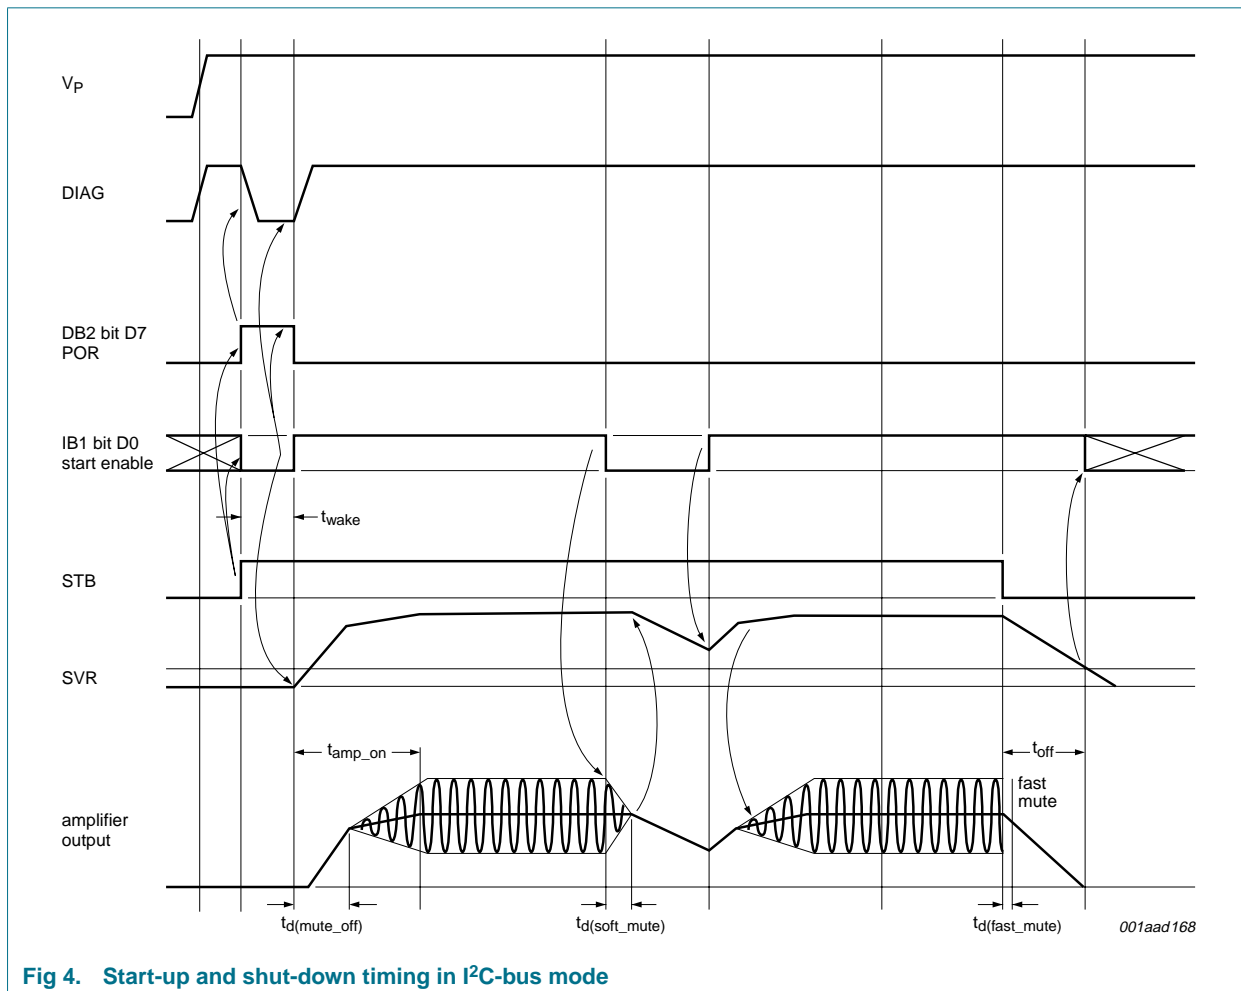 VP
DIAG
DB2 bit D7
POR
IB1 bit D0
start enable
twake
STB
SVR
tamp_on
toff
fast
mute
amplifier
output
td(mute_off)
td(soft_mute)
td(fast_mute)
001aad168
Fig 4. Start-up and shut-down timing in I²C-bus mode